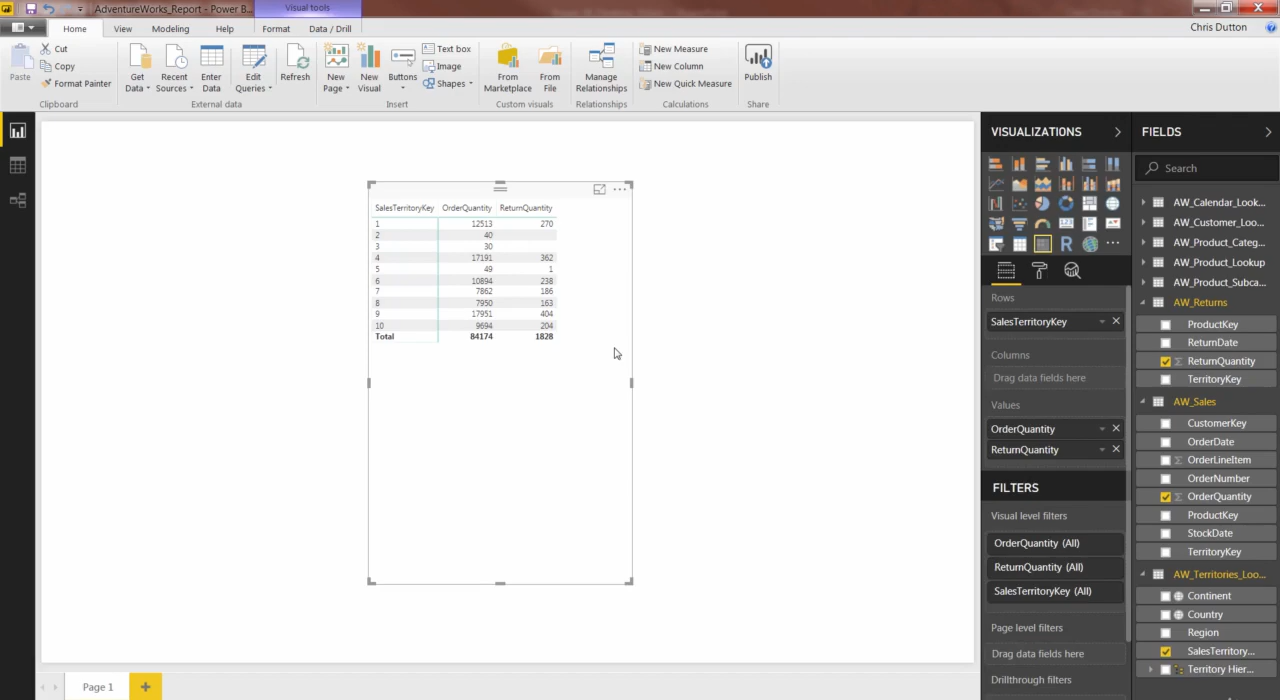 AdventureWorks_Report - Power B...
Visual tools
Chris Dutton
Home
View
Modeling
Help
Format
Data / Drill
Paste
Cut
Copy
Format Painter
Clipboard
Get
Data
Recent
Sources
Enter
Data
Edit
Queries
Refresh
External data
New
Page
New
Visual
Buttons
Text box
Image
Shapes
Insert
From
Marketplace
From
File
Custom visuals
Manage
Relationships
Relationships
New Measure
New Column
New Quick Measure
Calculations
Publish
Share
SalesTerritoryKey OrderQuantity ReturnQuantity
1 12513 270
2 40
3 30
4 17191 362
5 49 1
6 10894 238
7 7862 186
8 7950 163
9 17951 404
10 9694 204
Total 84174 1828
VISUALIZATIONS
R
Rows
SalesTerritoryKey
Columns
Drag data fields here
Values
OrderQuantity
ReturnQuantity
FILTERS
Visual level filters
OrderQuantity (All)
ReturnQuantity (All)
SalesTerritoryKey (All)
Page level filters
Drag data fields here
Drillthrough filters
FIELDS
Search
AW_Calendar_Look...
AW_Customer_Loo...
AW_Product_Categ...
AW_Product_Lookup
AW_Product_Subca...
AW_Returns
ProductKey
ReturnDate
ReturnQuantity
TerritoryKey
AW_Sales
CustomerKey
OrderDate
OrderLineItem
OrderNumber
OrderQuantity
ProductKey
StockDate
TerritoryKey
AW_Territories_Loo...
Continent
Country
Region
SalesTerritory...
Territory Hier...
Page 1